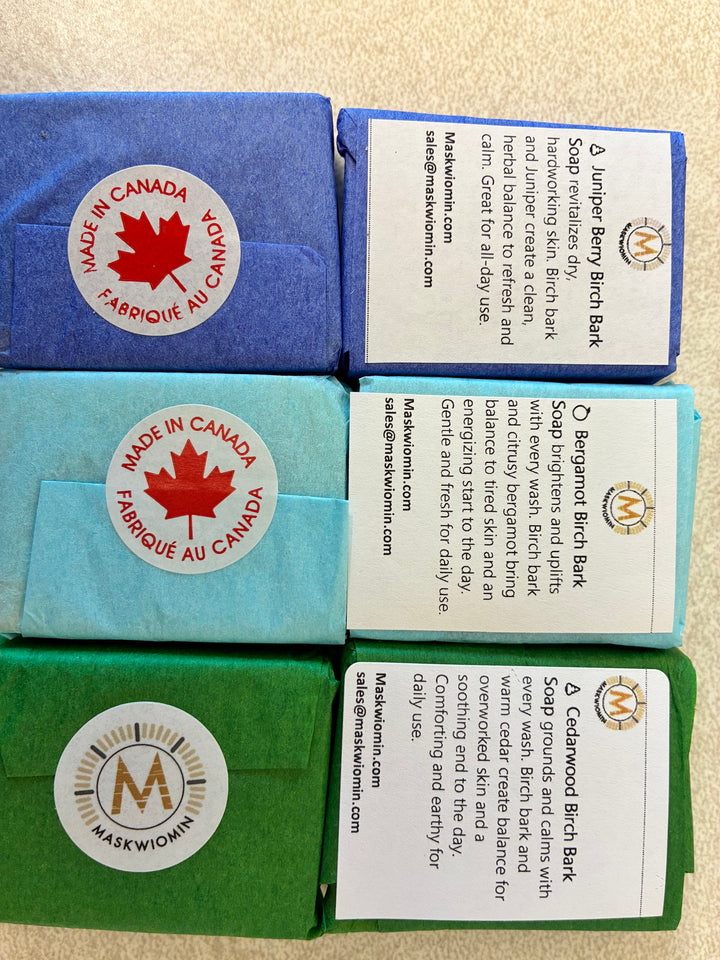 MADE IN CANADA
FABRIQUÉ AU CANADA
MASKWIOMIN
Juniper Berry Birch Bark
Soap revitalizes dry,
hardworking skin. Birch bark
and Juniper create a clean,
herbal balance to refresh and
calm. Great for all-day use.
Maskwiomin.com
sales@maskwiomin.com
MADE IN CANADA
FABRIQUÉ AU CANADA
MASKWIOMIN
Bergamot Birch Bark
Soap brightens and uplifts
with every wash. Birch bark
and citrusy bergamot bring
balance to tired skin and an
energizing start to the day.
Gentle and fresh for daily use.
Maskwiomin.com
sales@maskwiomin.com
M
MASKWIOMIN
M
MASKWIOMIN
Cedarwood Birch Bark
Soap grounds and calms with
every wash. Birch bark and
warm cedar create balance for
overworked skin and a
soothing end to the day.
Comforting and earthy for
daily use.
Maskwiomin.com
sales@maskwiomin.com